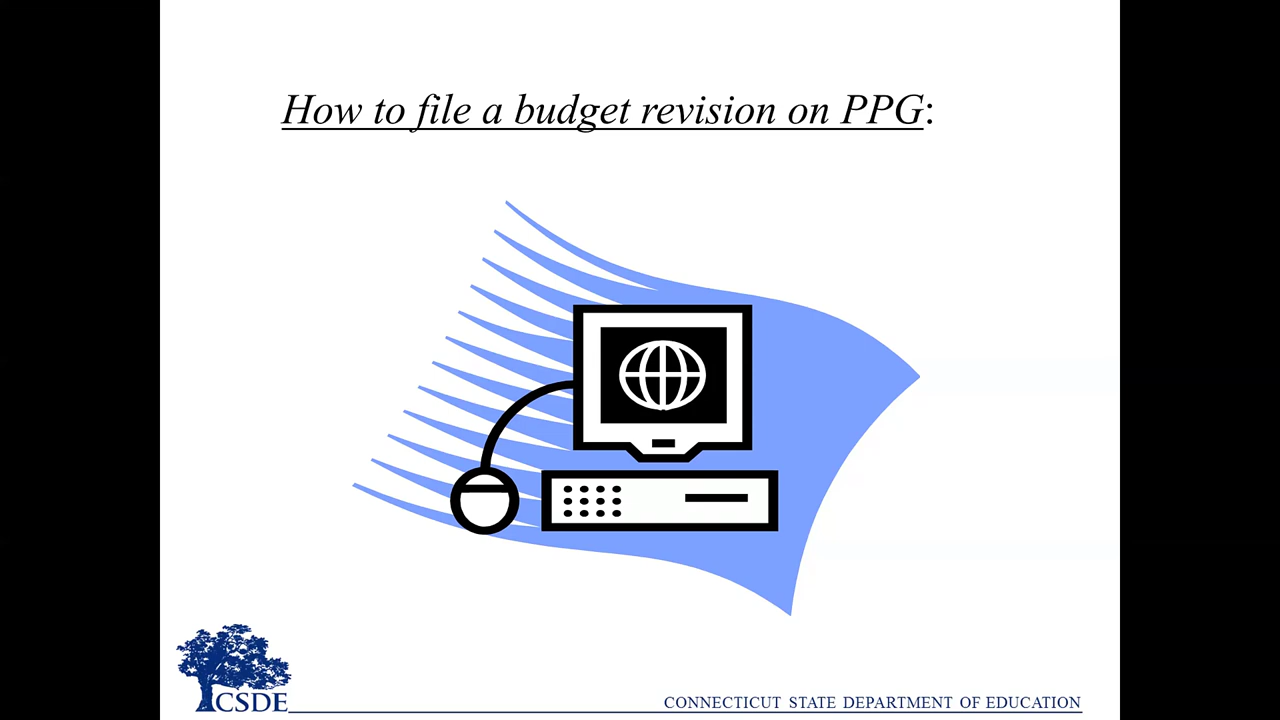 How to file a budget revision on PPG:
CSDE
CONNECTICUT STATE DEPARTMENT OF EDUCATION